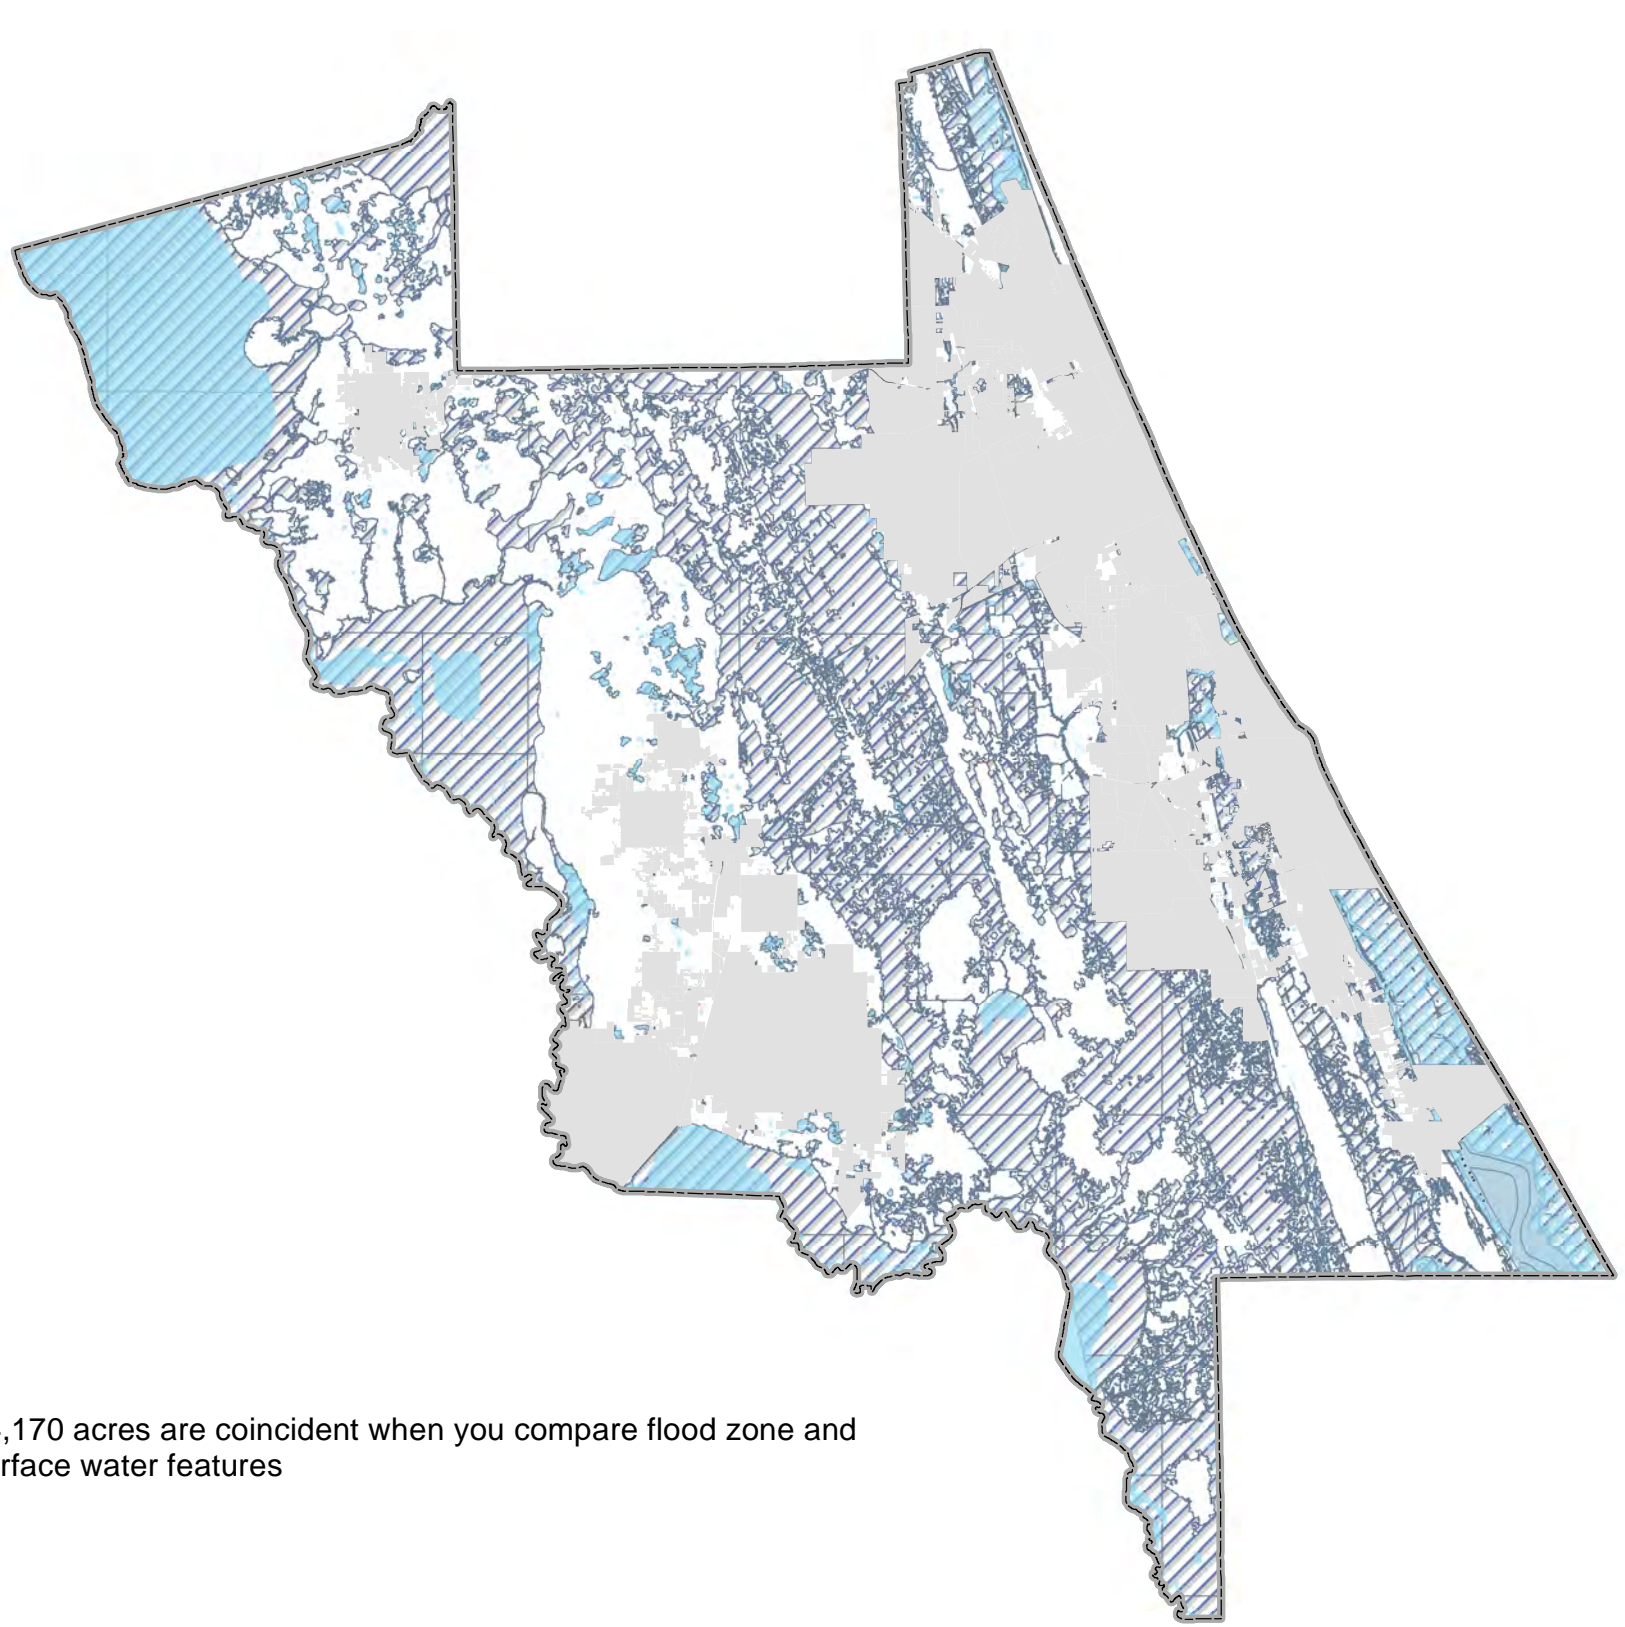 ,170 acres are coincident when you compare flood zone and
rface water features